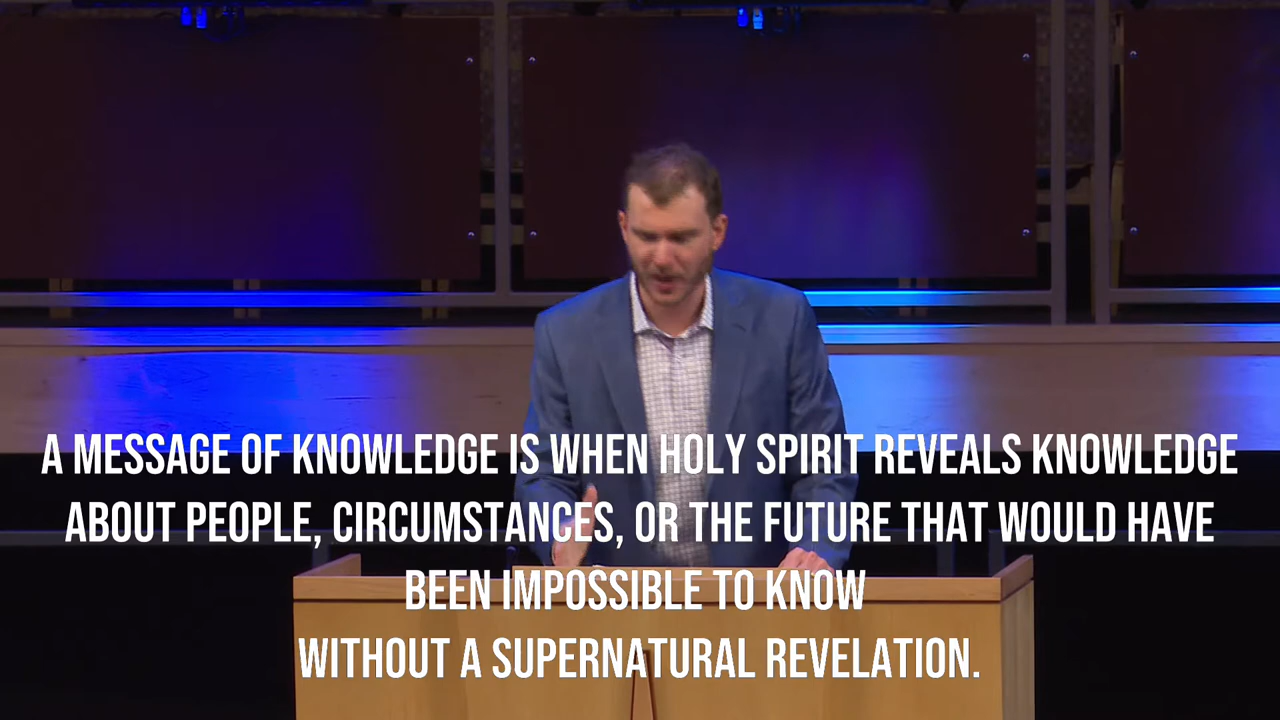 A MESSAGE OF KNOWLEDGE IS WHEN HOLY SPIRIT REVEALS KNOWLEDGE
ABOUT PEOPLE, CIRCUMSTANCES, OR THE FUTURE THAT WOULD HAVE
BEEN IMPOSSIBLE TO KNOW
WITHOUT A SUPERNATURAL REVELATION.